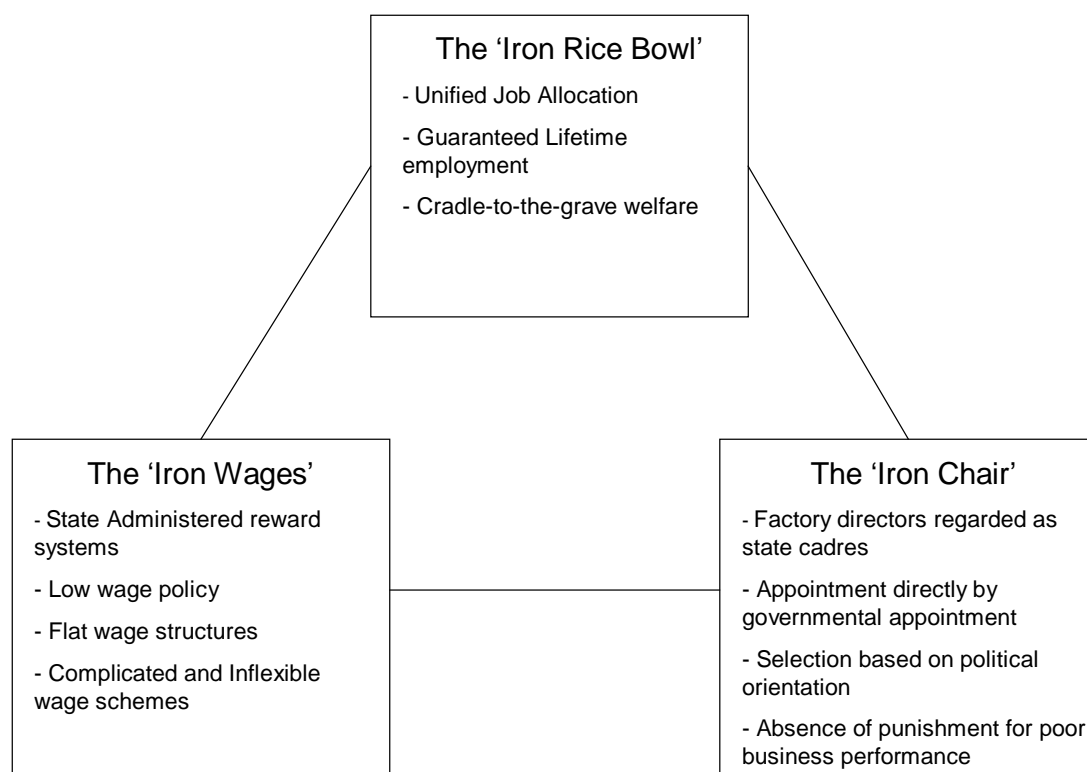 The ‘Iron Rice Bowl’
- Unified Job Allocation
- Guaranteed Lifetime
employment
- Cradle-to-the-grave welfare
The ‘Iron Wages’
- State Administered reward
systems
- Low wage policy
- Flat wage structures
- Complicated and Inflexible
wage schemes
The ‘Iron Chair’
- Factory directors regarded as
state cadres
- Appointment directly by
governmental appointment
- Selection based on political
orientation
- Absence of punishment for poor
business performance